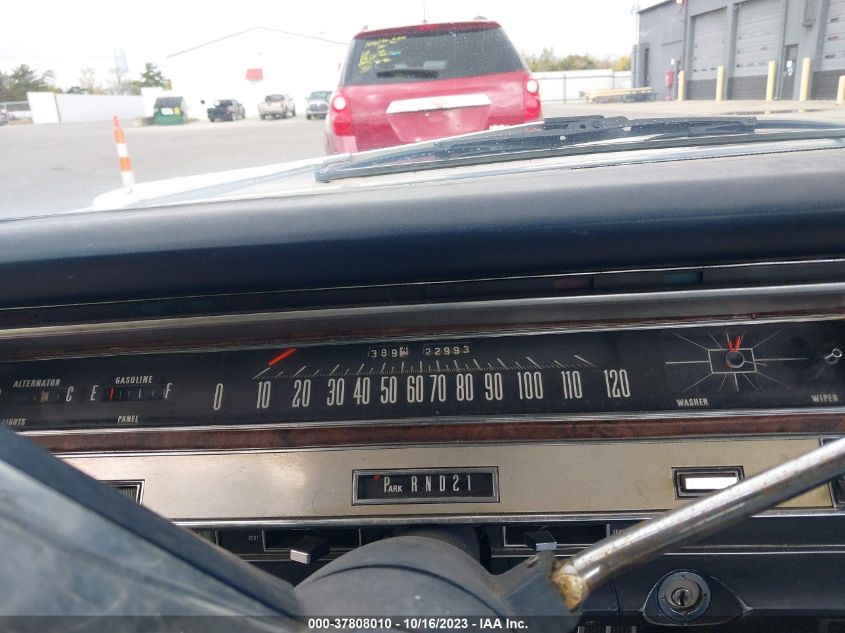 389 22993
ALTERNATOR
C E GASOLINE F
LIGHTS PANEL
0 10 20 30 40 50 60 70 80 90 100 110 120
WASHER WIPER
PARK R N D 2 1
VENT
000-37808010 / 10/16/2023 - IAA, Inc.